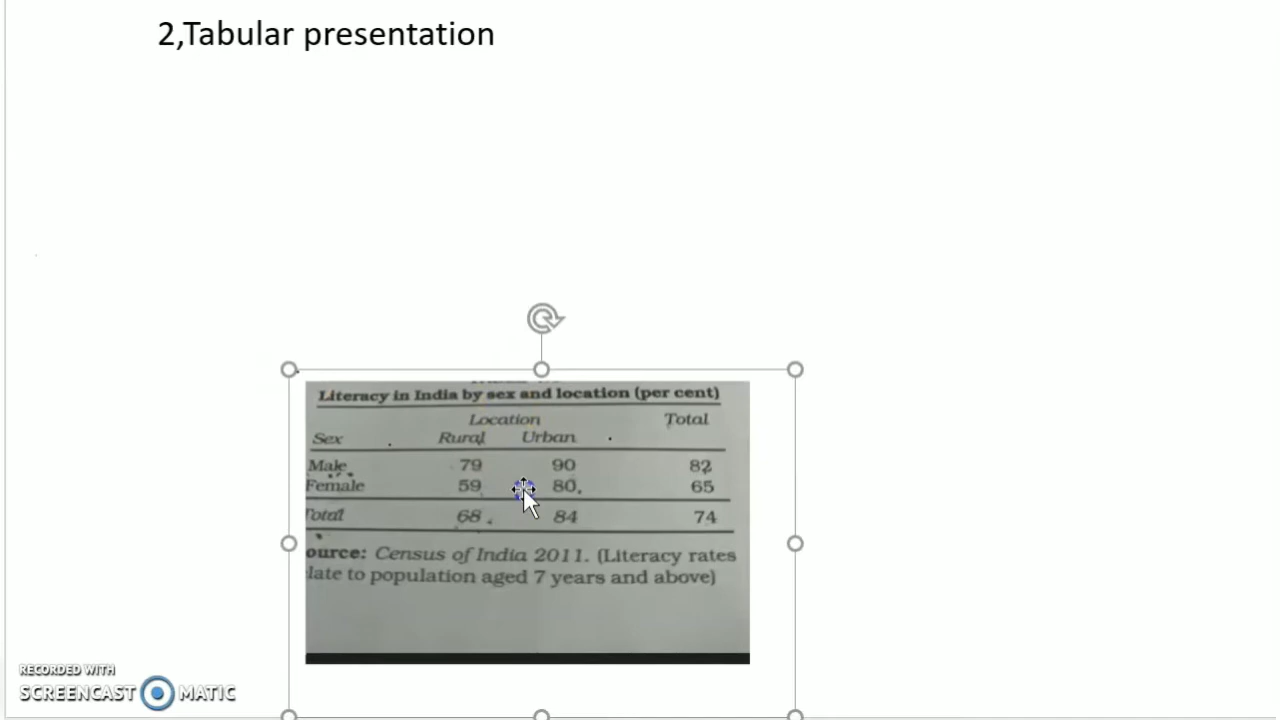 2,Tabular presentation
Literacy in India by sex and location (per cent)
Location Total
Sex Rural Urban
Male 79 90 82
Female 59 80 65
Total 68 84 74
ource: Census of India 2011. (Literacy rates
late to population aged 7 years and above)
RECORDED WITH
SCREENCAST MATIC